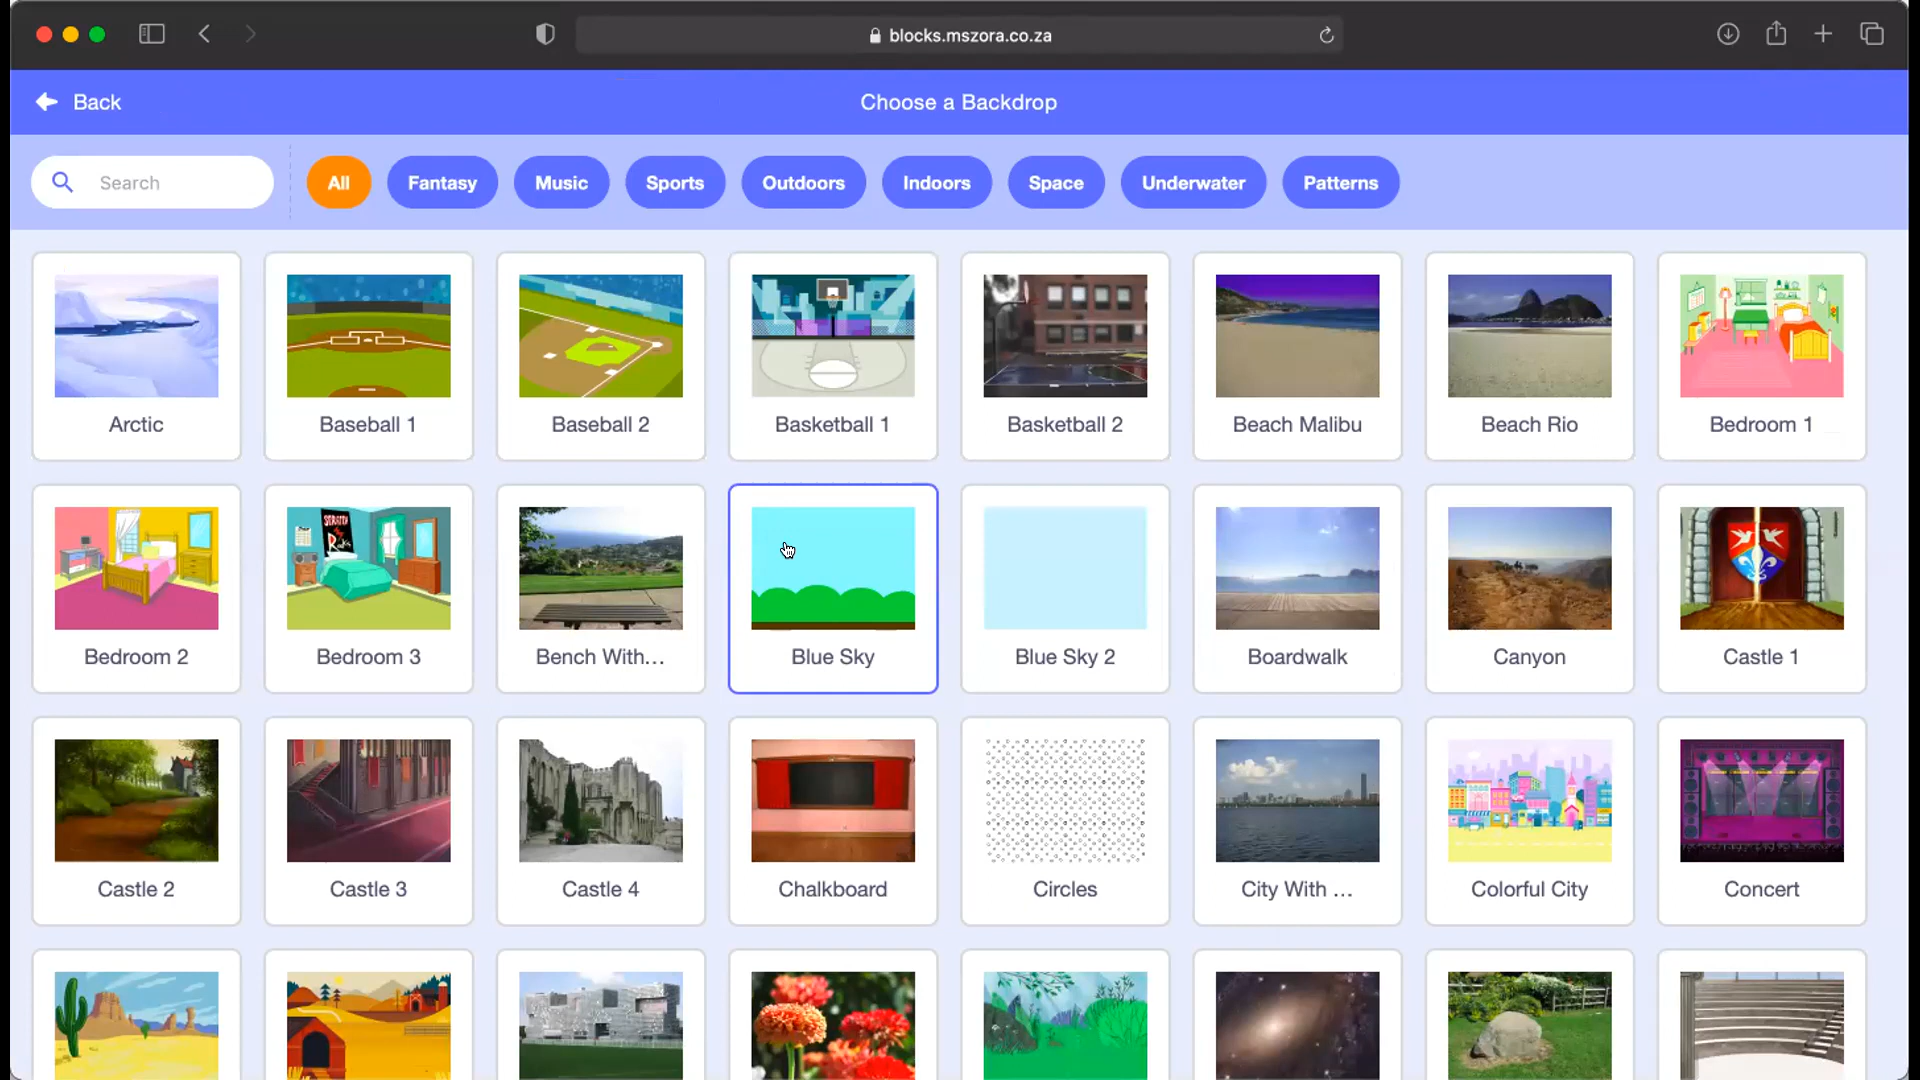 blocks.mszora.co.za
Back
Choose a Backdrop
Search
All
Fantasy
Music
Sports
Outdoors
Indoors
Space
Underwater
Patterns
Arctic
Baseball 1
Baseball 2
Basketball 1
Basketball 2
Beach Malibu
Beach Rio
Bedroom 1
Bedroom 2
Bedroom 3
Bench With...
Blue Sky
Blue Sky 2
Boardwalk
Canyon
Castle 1
Castle 2
Castle 3
Castle 4
Chalkboard
Circles
City With ...
Colorful City
Concert